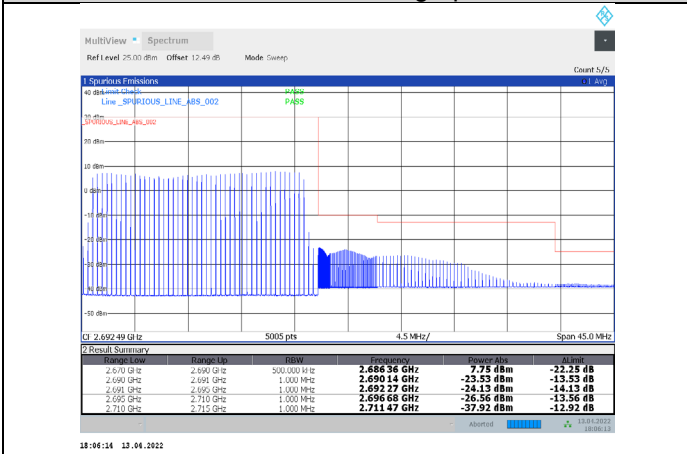 MultiView Spectrum
Ref Level 25.00 dBm Offset 12.49 dB Mode Sweep
Count 5/5
1 Spurious Emissions 1 Avg
40 dBm Limit Check PASS
Line _SPURIOUS_LINE_ABS_002 PASS
30 dBm
_SPURIOUS_LINE_ABS_002
20 dBm
10 dBm
0 dBm
-10 dBm
-20 dBm
-30 dBm
-40 dBm
-50 dBm
CF 2.692 49 GHz 5005 pts 4.5 MHz/ Span 45.0 MHz
2 Result Summary
Range Low Range Up RBW Frequency Power Abs ΔLimit
2.670 GHz 2.690 GHz 500.000 kHz 2.686 36 GHz 7.75 dBm -22.25 dB
2.690 GHz 2.691 GHz 1.000 MHz 2.690 14 GHz -23.53 dBm -13.53 dB
2.691 GHz 2.695 GHz 1.000 MHz 2.692 27 GHz -24.13 dBm -14.13 dB
2.695 GHz 2.710 GHz 1.000 MHz 2.696 68 GHz -26.56 dBm -13.56 dB
2.710 GHz 2.715 GHz 1.000 MHz 2.711 47 GHz -37.92 dBm -12.92 dB
Aborted 13.04.2022
18:06:13
18:06:14 13.04.2022